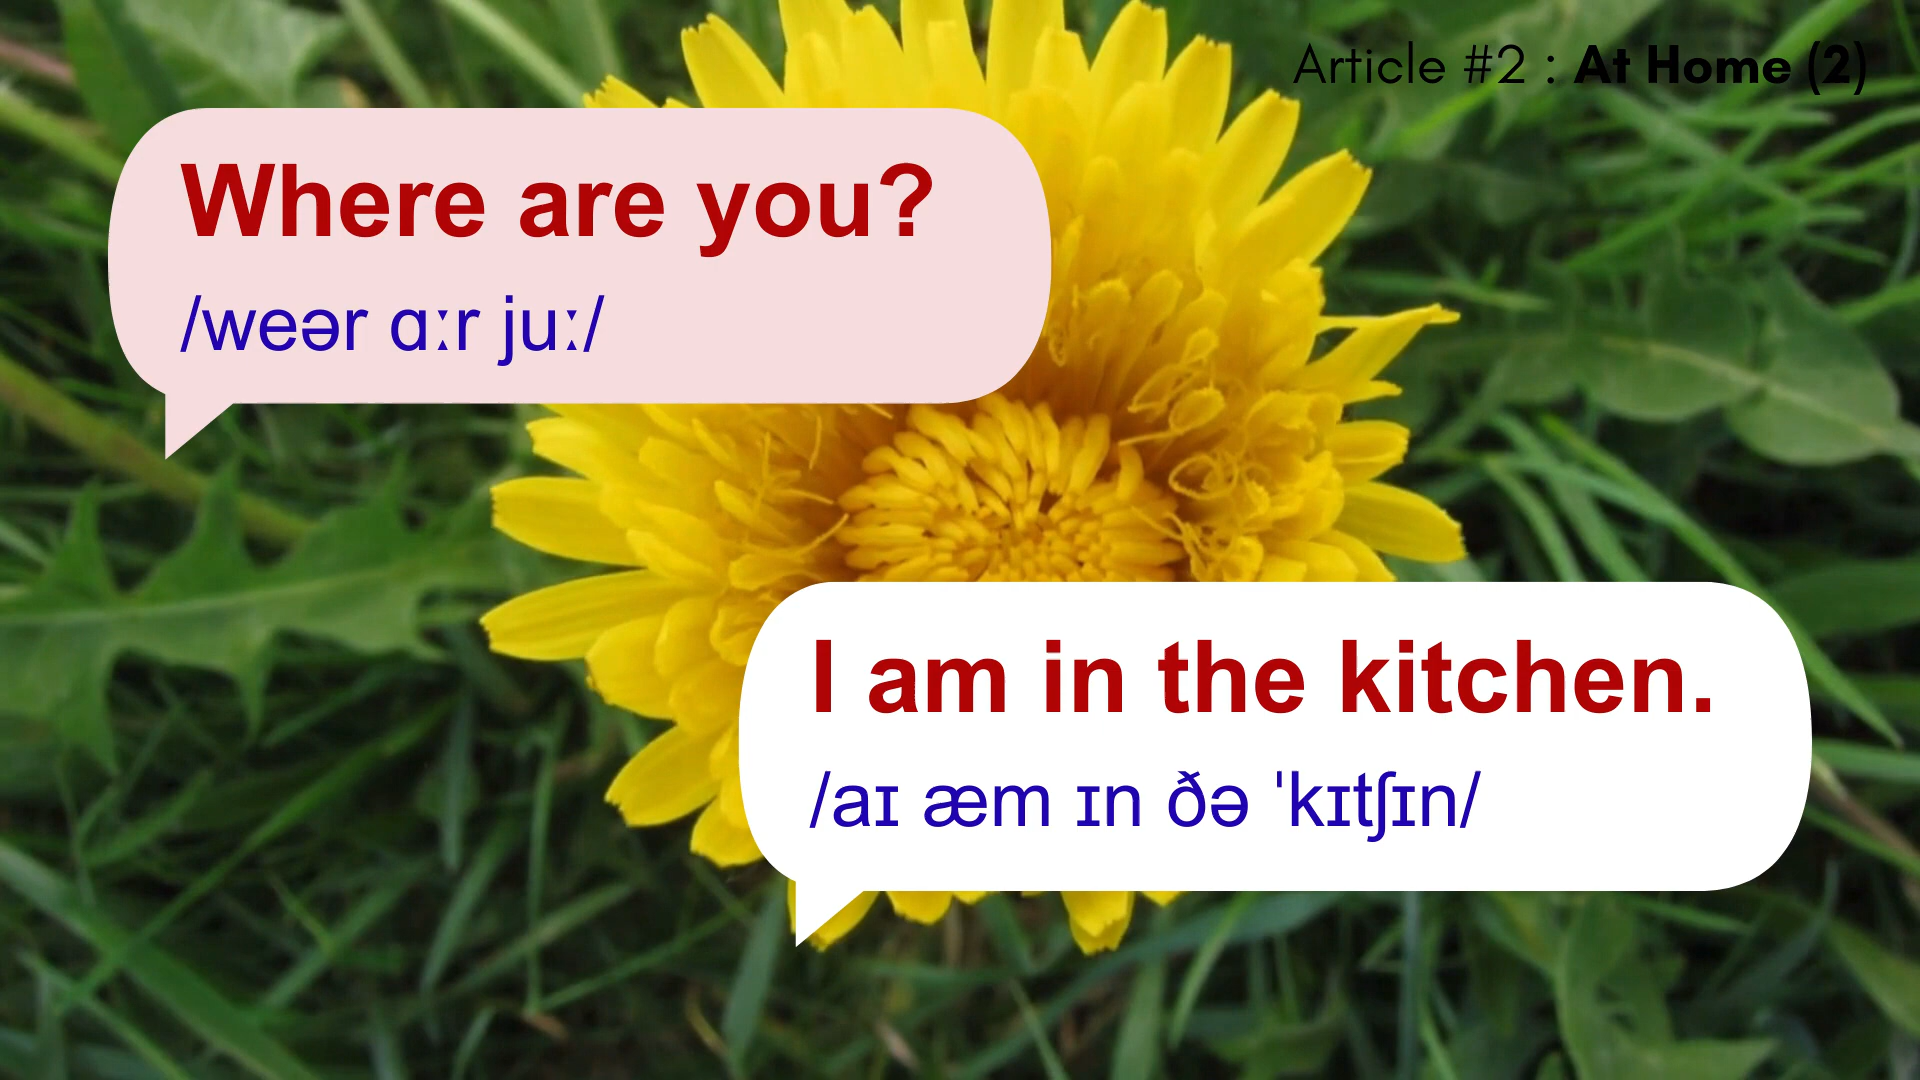 Article #2 : At Home (2)
Where are you?
/weər ɑːr juː/
I am in the kitchen.
/aɪ æm ɪn ðə ˈkɪtʃɪn/